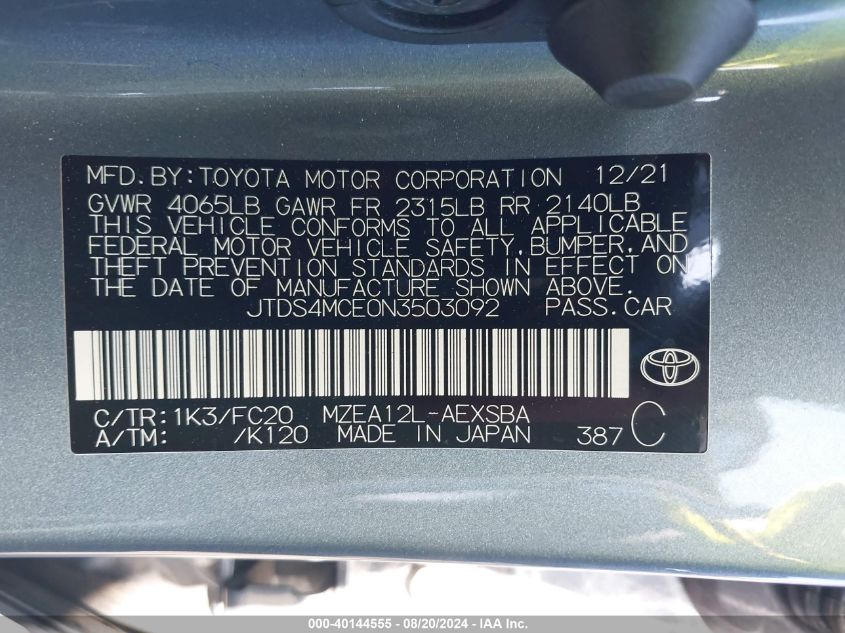 MFD.BY:TOYOTA MOTOR CORPORATION 12/21
GVWR 4065LB GAWR FR 2315LB RR 2140LB
THIS VEHICLE CONFORMS TO ALL APPLICABLE
FEDERAL MOTOR VEHICLE SAFETY,BUMPER,AND
THEFT PREVENTION STANDARDS IN EFFECT ON
THE DATE OF MANUFACTURE SHOWN ABOVE.
JTDS4MCE0N3503092 PASS.CAR
C/TR:1K3/FC20 MZEA12L-AEXSBA
A/TM: /K120 MADE IN JAPAN 387 C
000-40144555 - 08/20/2024 - IAA Inc.